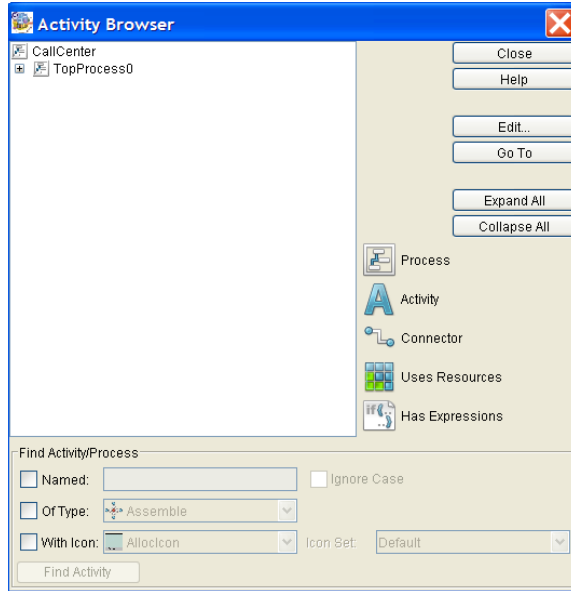 Activity Browser
CallCenter
TopProcess0
Close
Help
Edit...
Go To
Expand All
Collapse All
Process
A Activity
Connector
Uses Resources
if(..) Has Expressions
Find Activity/Process
Named:
Ignore Case
Of Type: Assemble
With Icon: AllocIcon Icon Set: Default
Find Activity